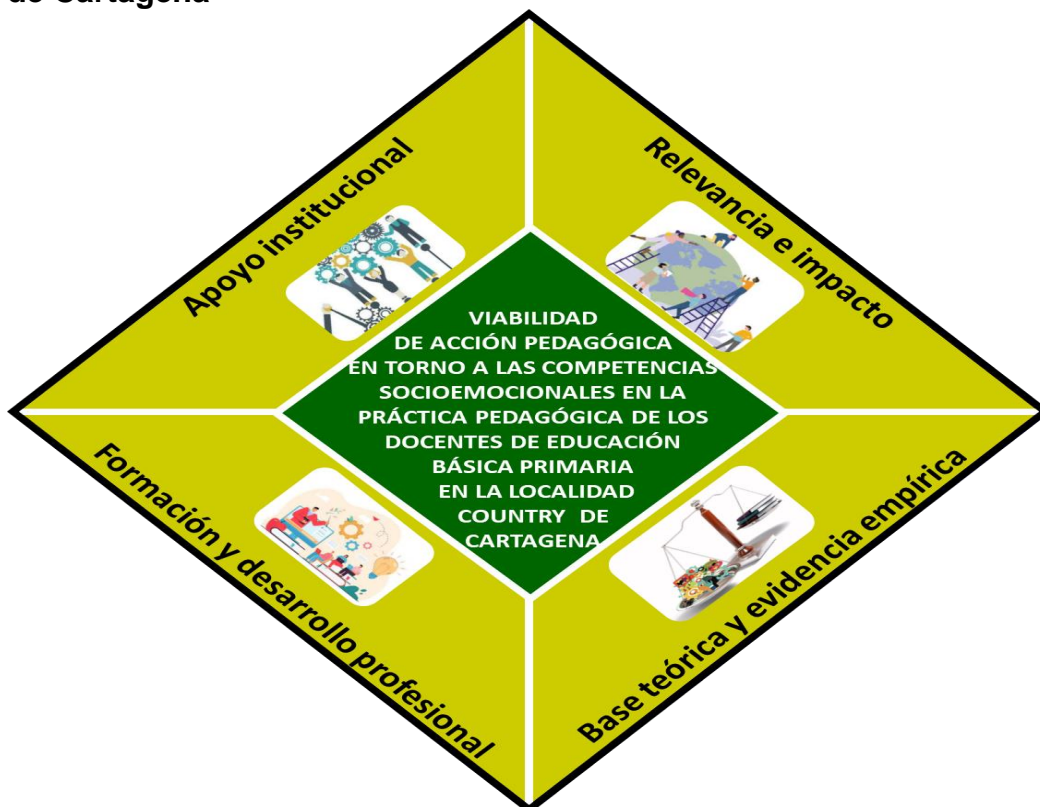 de Cartagena
Apoyo institucional
Relevancia e impacto
VIABILIDAD
DE ACCIÓN PEDAGÓGICA
EN TORNO A LAS COMPETENCIAS
SOCIOEMOCIONALES EN LA
PRÁCTICA PEDAGÓGICA DE LOS
DOCENTES DE EDUCACIÓN
BÁSICA PRIMARIA
EN LA LOCALIDAD
COUNTRY DE
CARTAGENA
Formación y desarrollo profesional
Base teórica y evidencia empírica